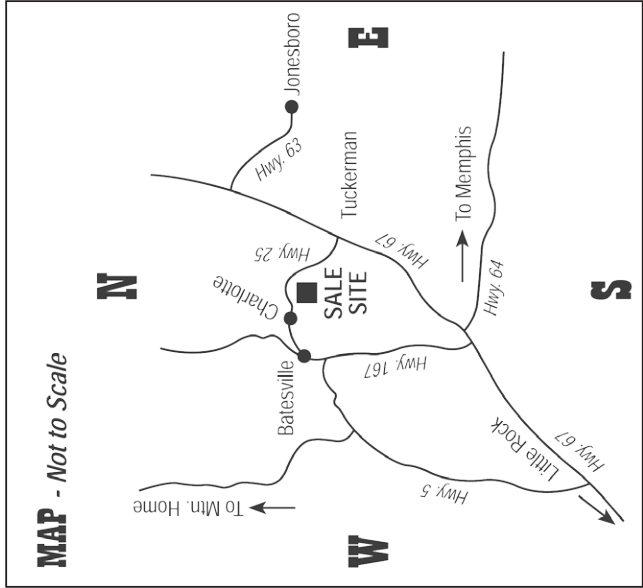 MAP - Not to Scale
N
E
S
W
Jonesboro
Hwy. 63
Tuckerman
Hwy. 25
Charlotte
SALE
SITE
Batesville
Hwy. 67
To Memphis
Hwy. 64
Hwy. 167
To Mtn. Home
Hwy. 5
Little Rock
Hwy. 67